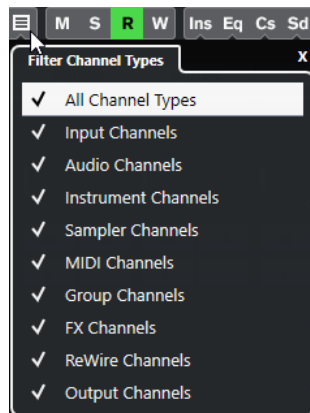 M S R W Ins Eq Cs Sd
Filter Channel Types X
✓ All Channel Types
✓ Input Channels
✓ Audio Channels
✓ Instrument Channels
✓ Sampler Channels
✓ MIDI Channels
✓ Group Channels
✓ FX Channels
✓ ReWire Channels
✓ Output Channels